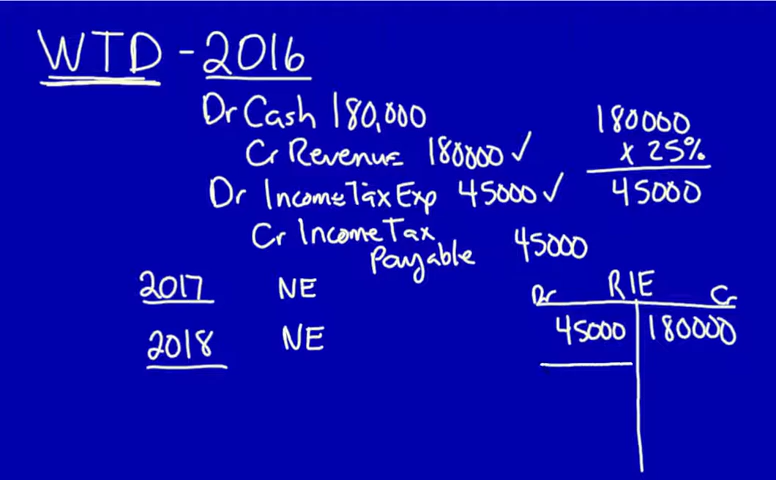 WTD - 2016
Dr Cash 180,000
Cr Revenue 180000 ✓
Dr Income Tax Exp 45000 ✓
Cr Income Tax Payable 45000
180000
x 25%
45000
2017 NE
2018 NE
RIE
Dr Cr
45000 180000